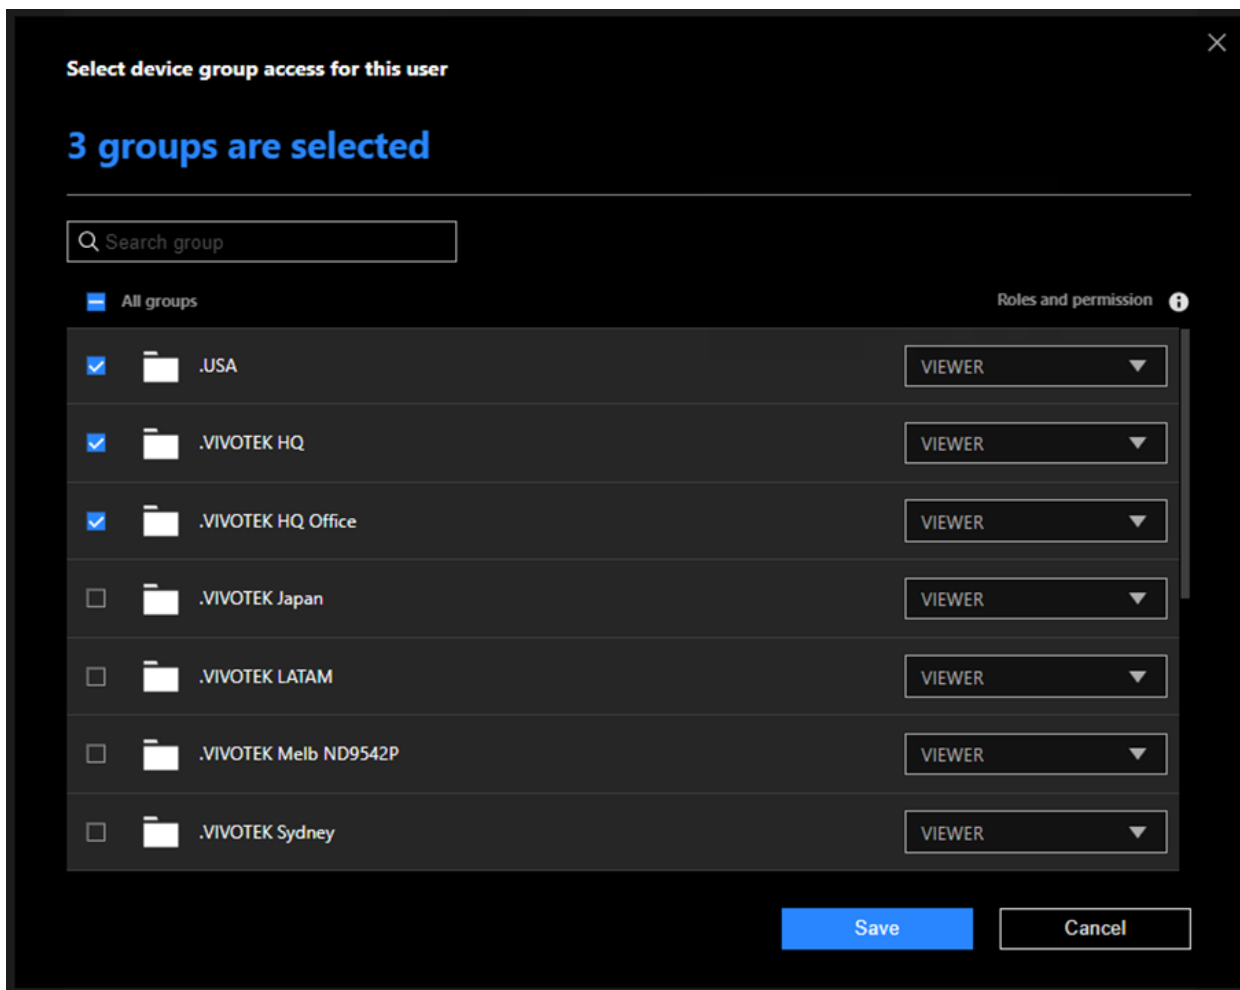 Select device group access for this user
3 groups are selected
Search group
All groups
Roles and permission
.USA
VIEWER
.VIVOTEK HQ
VIEWER
.VIVOTEK HQ Office
VIEWER
.VIVOTEK Japan
VIEWER
.VIVOTEK LATAM
VIEWER
.VIVOTEK Melb ND9542P
VIEWER
.VIVOTEK Sydney
VIEWER
Save
Cancel